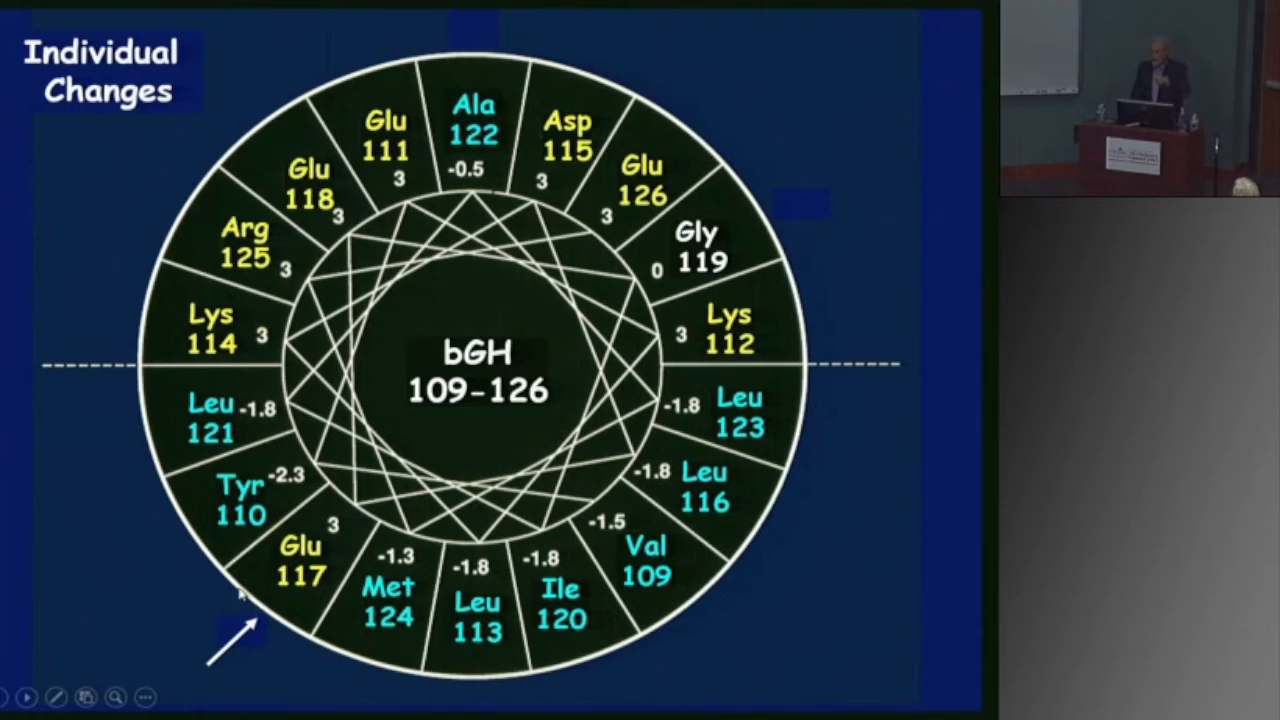 Individual
Changes
Ala
122
-0.5
Asp
115
3
Glu
126
3
Gly
119
0
Lys
112
3
Leu
123
-1.8
Leu
116
-1.8
Val
109
-1.5
Ile
120
-1.8
Leu
113
-1.8
Met
124
-1.3
Glu
117
3
Tyr
110
-2.3
Leu
121
-1.8
Lys
114
3
Arg
125
3
Glu
118
3
Glu
111
3
bGH
109-126